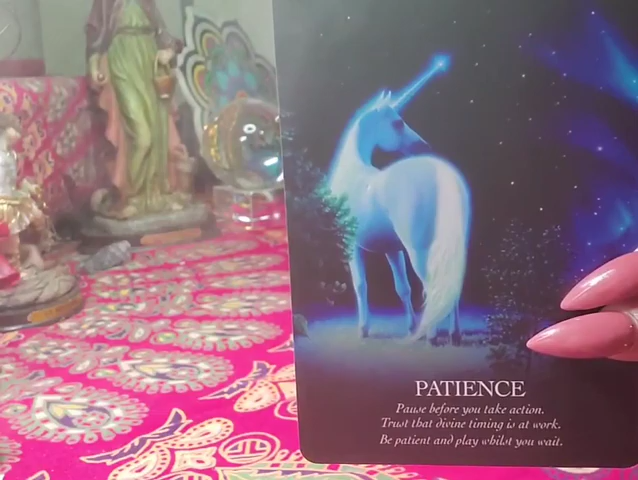 PATIENCE
Pause before you take action.
Trust that divine timing is at work.
Be patient and play whilst you wait.